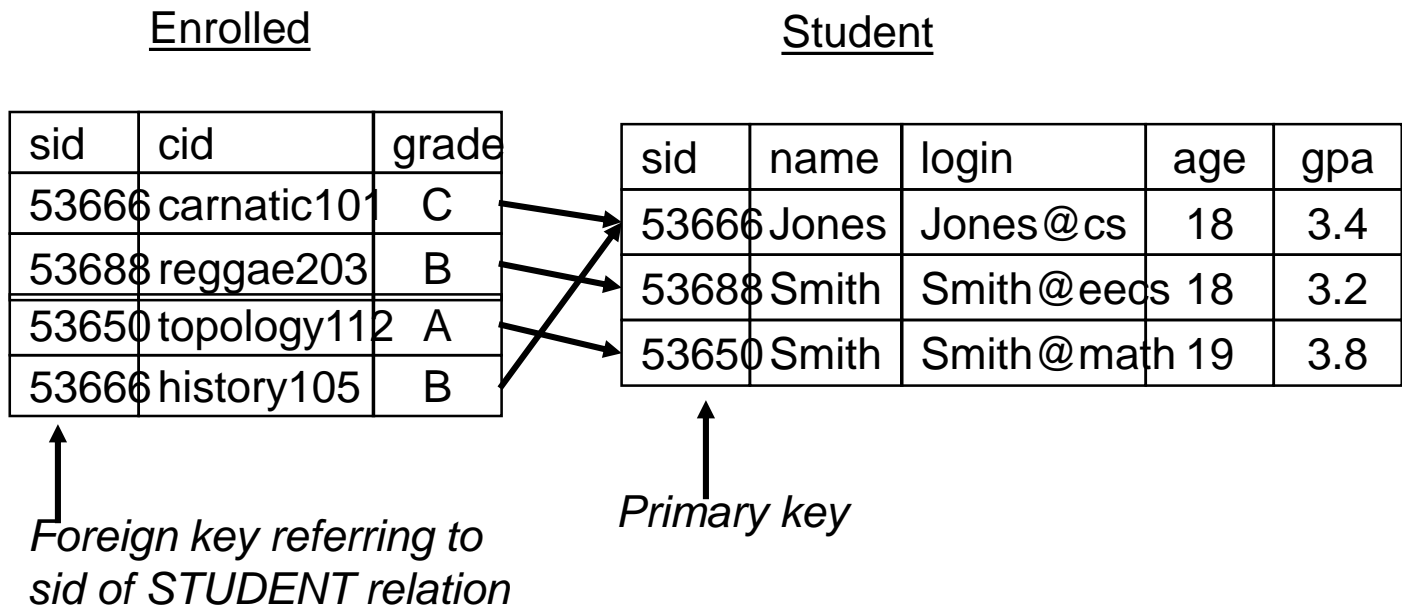 Enrolled
Student
sid cid grade
53666 carnatic101 C
53688 reggae203 B
53650 topology112 A
53666 history105 B
sid name login age gpa
53666 Jones Jones@cs 18 3.4
53688 Smith Smith@eecs 18 3.2
53650 Smith Smith@math 19 3.8
Foreign key referring to
sid of STUDENT relation
Primary key